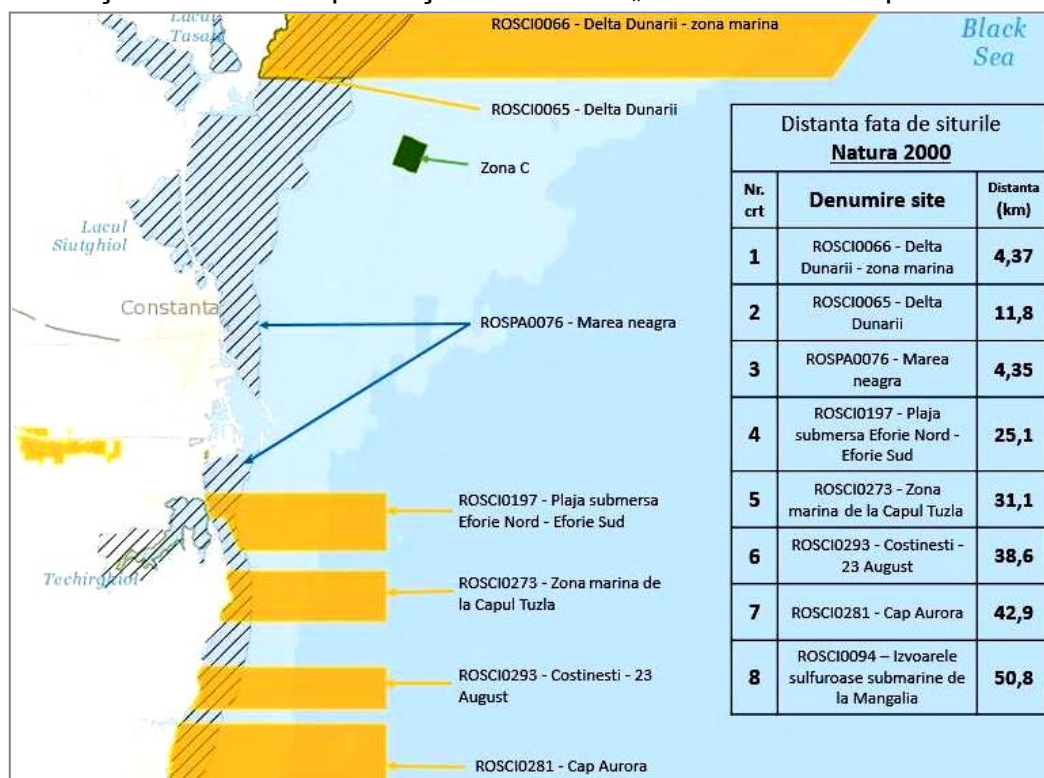 Lacul
Tasaul
ROSCI0066 - Delta Dunarii - zona marina
Black
Sea
ROSCI0065 - Delta Dunarii
Zona C
Lacul
Siutghiol
Constanta
ROSPA0076 - Marea neagra
ROSCI0197 - Plaja submersa
Eforie Nord - Eforie Sud
Techirghiol
ROSCI0273 - Zona marina de
la Capul Tuzla
ROSCI0293 - Costinesti - 23
August
ROSCI0281 - Cap Aurora
Distanta fata de siturile
Natura 2000
Nr. crt Denumire site Distanta (km)
1 ROSCI0066 - Delta Dunarii - zona marina 4,37
2 ROSCI0065 - Delta Dunarii 11,8
3 ROSPA0076 - Marea neagra 4,35
4 ROSCI0197 - Plaja submersa Eforie Nord - Eforie Sud 25,1
5 ROSCI0273 - Zona marina de la Capul Tuzla 31,1
6 ROSCI0293 - Costinesti - 23 August 38,6
7 ROSCI0281 - Cap Aurora 42,9
8 ROSCI0094 – Izvoarele sulfuroase submarine de la Mangalia 50,8